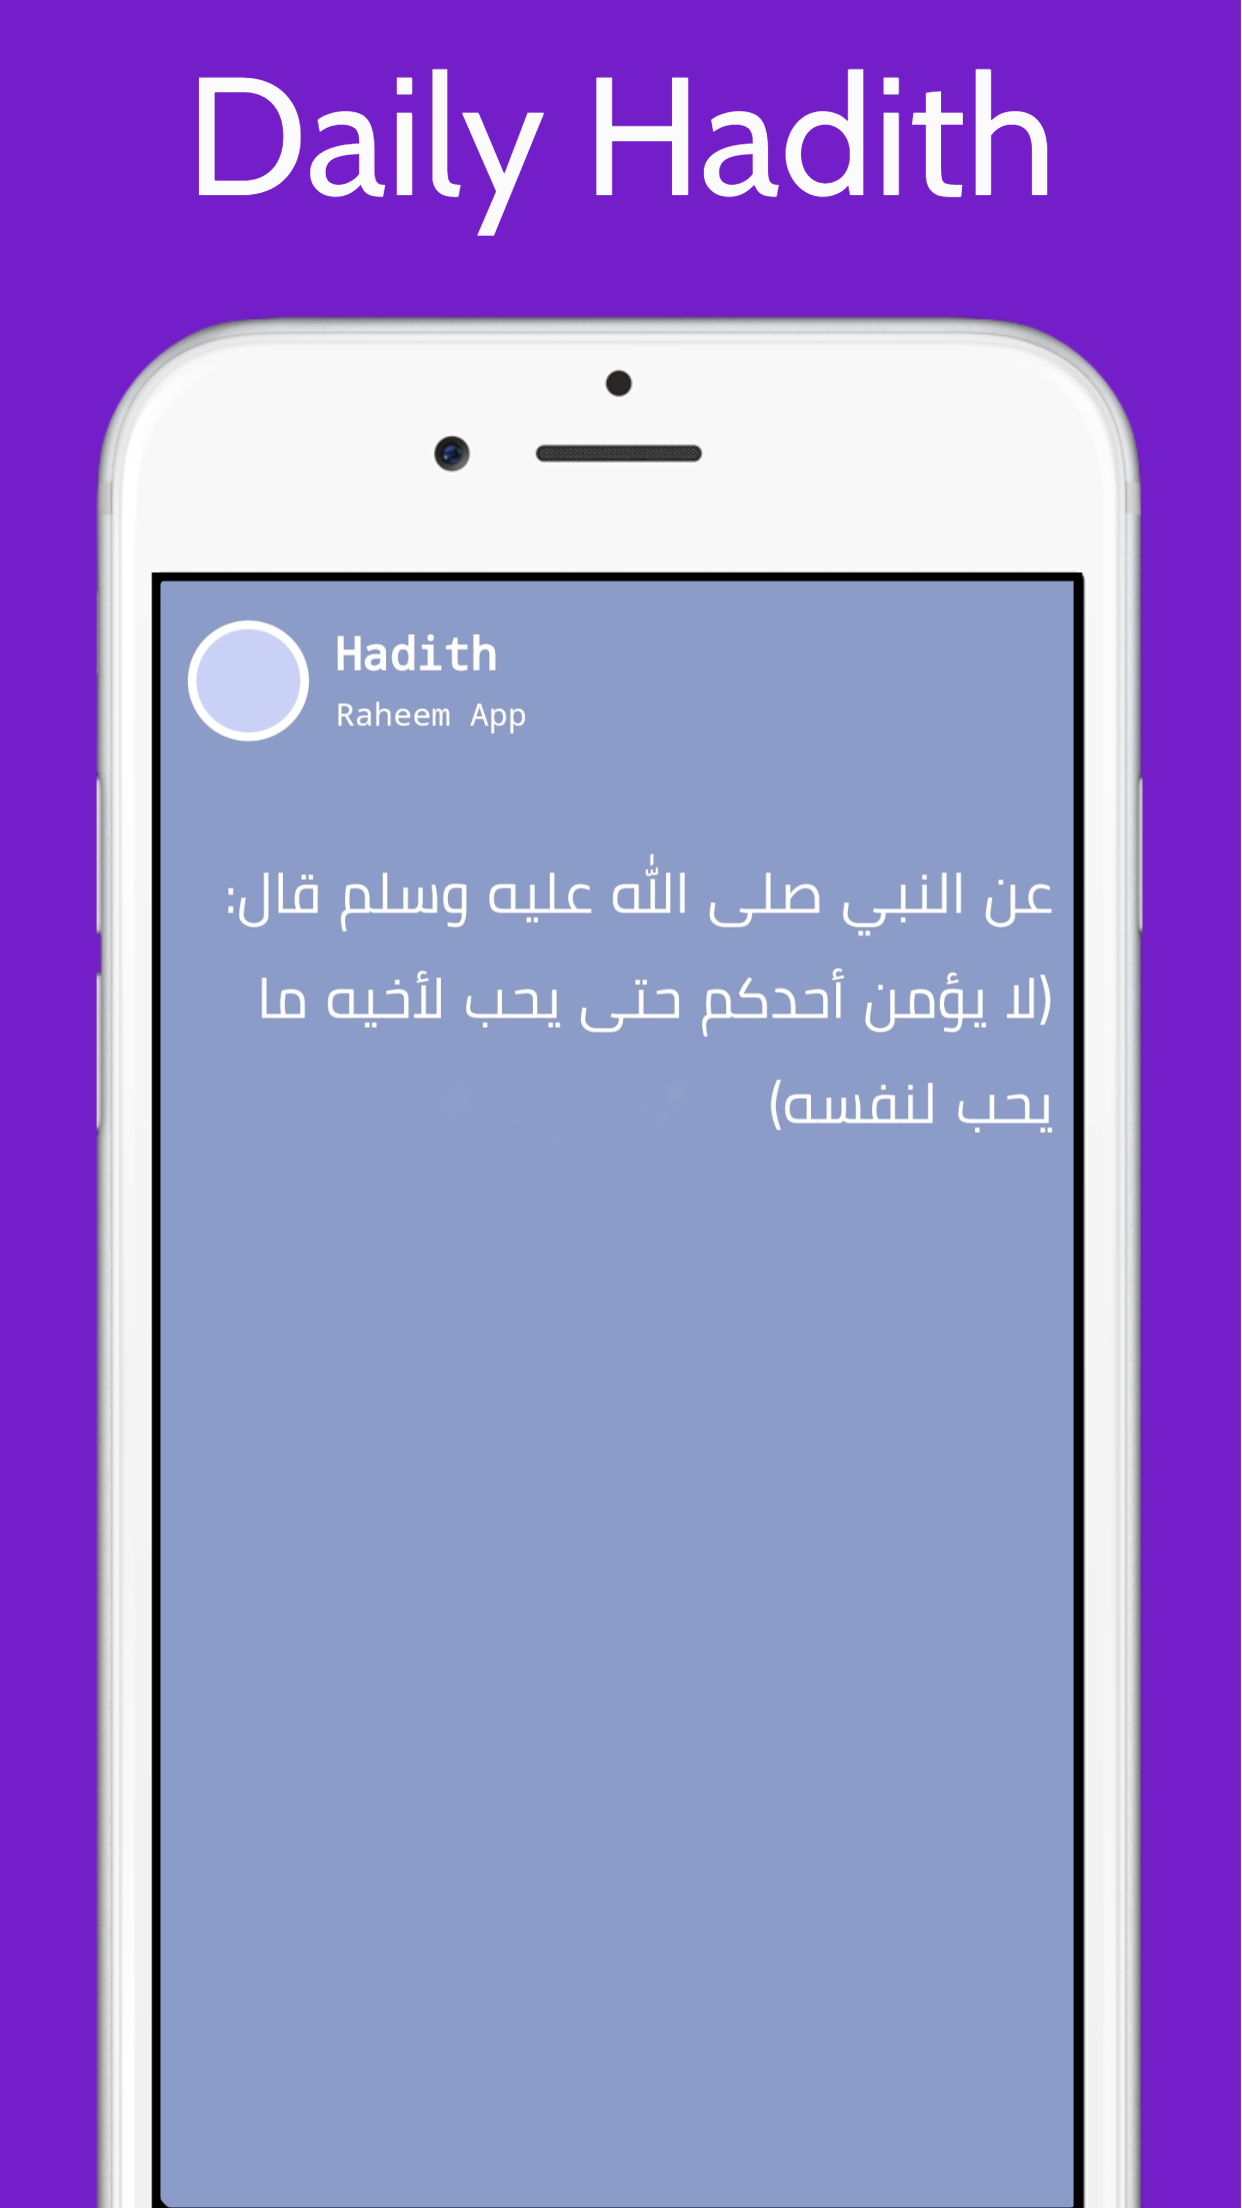 Daily Hadith
Hadith
Raheem App
عن النبي صلى الله عليه وسلم قال:
(لا يؤمن أحدكم حتى يحب لأخيه ما
يحب لنفسه)